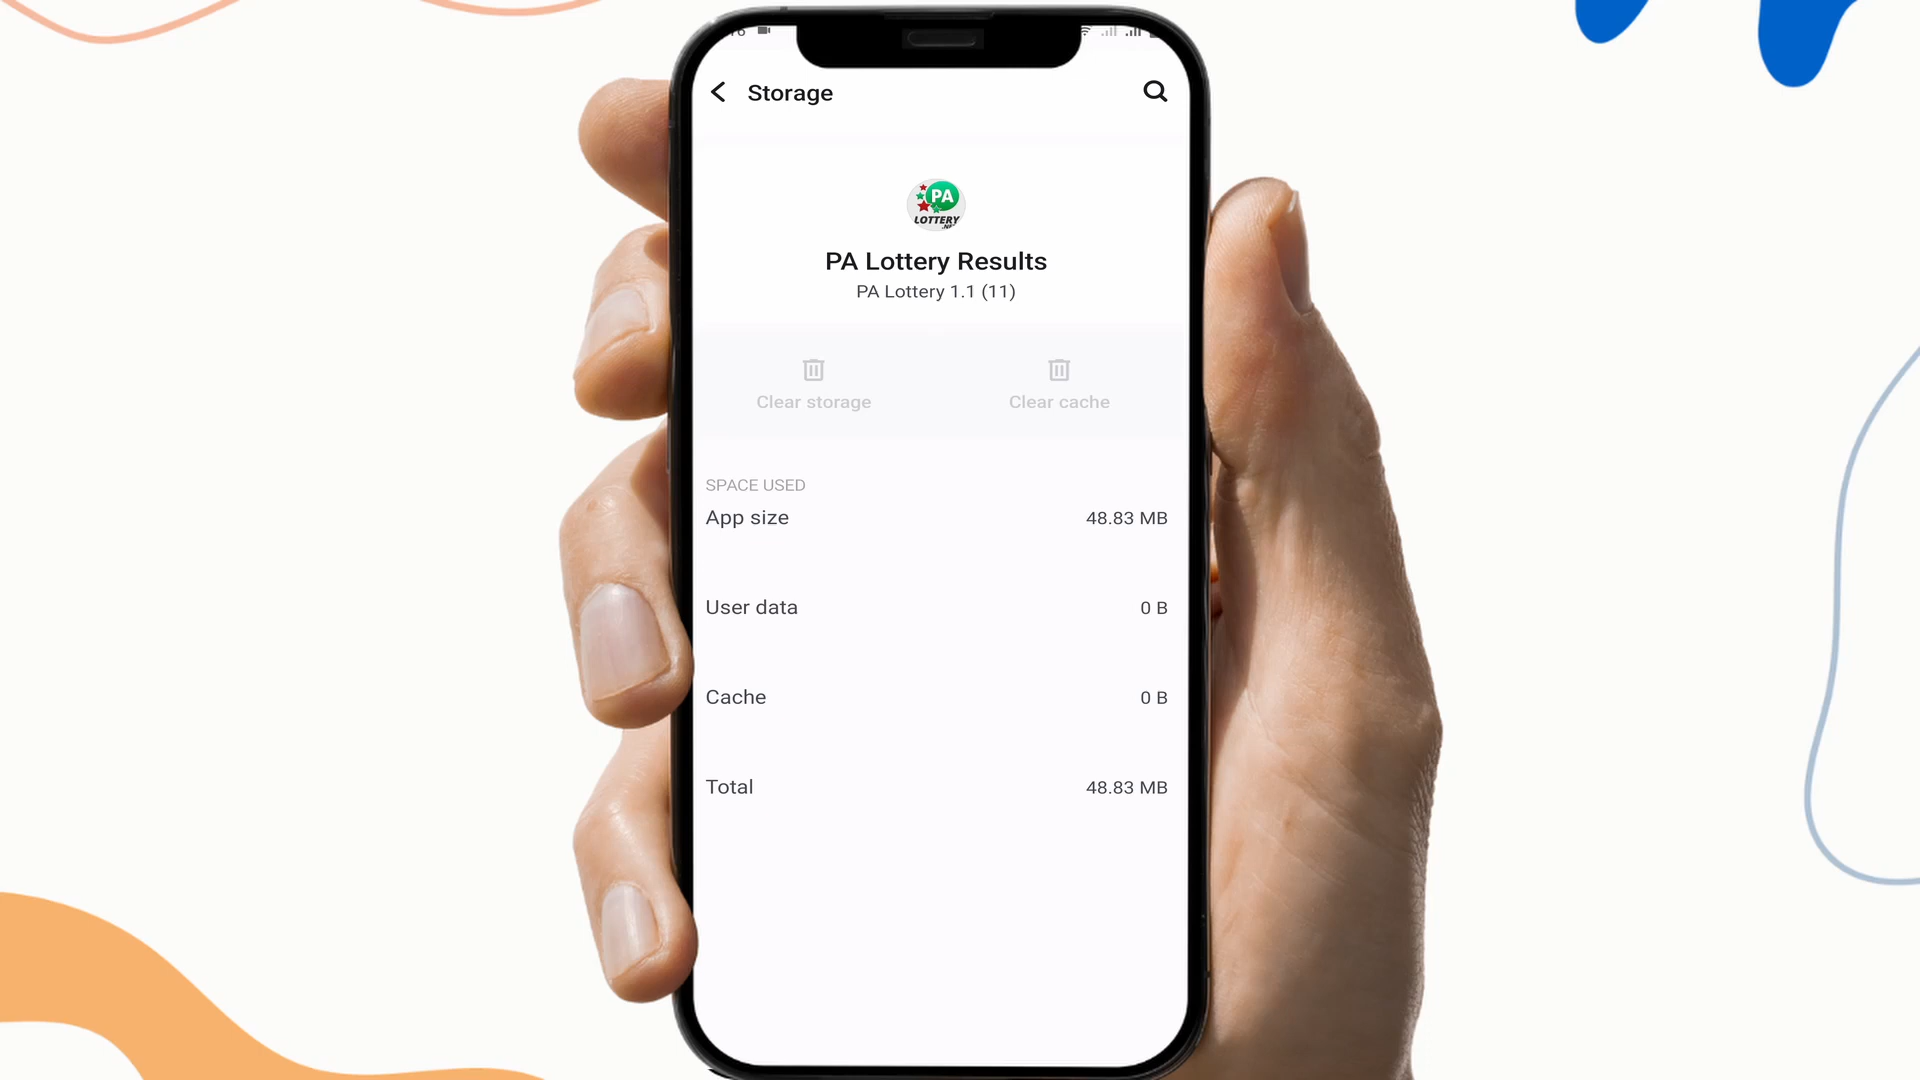 Storage
PA
LOTTERY
PA Lottery Results
PA Lottery 1.1 (11)
Clear storage
Clear cache
SPACE USED
App size
48.83 MB
User data
0 B
Cache
0 B
Total
48.83 MB